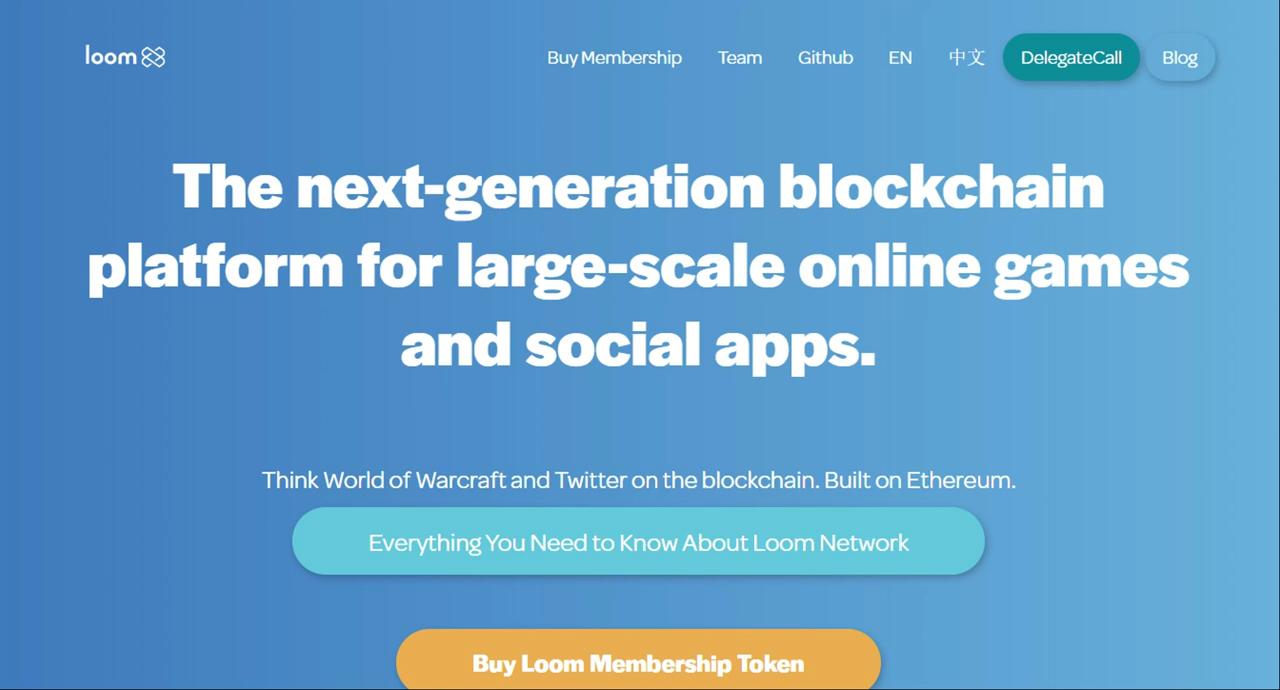 loom
Buy Membership
Team
Github
EN
中文
DelegateCall
Blog
The next-generation blockchain
platform for large-scale online games
and social apps.
Think World of Warcraft and Twitter on the blockchain. Built on Ethereum.
Everything You Need to Know About Loom Network
Buy Loom Membership Token